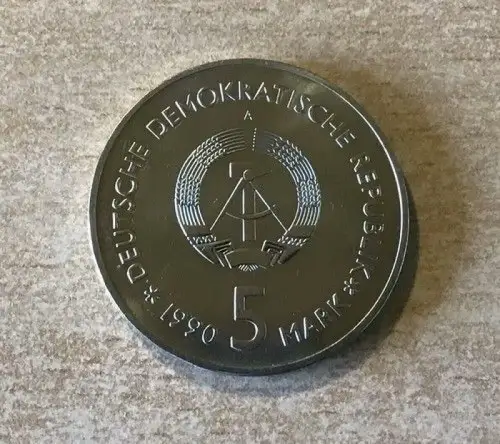 DEUTSCHE DEMOKRATISCHE REPUBLIK
A
* 1990 5 MARK *